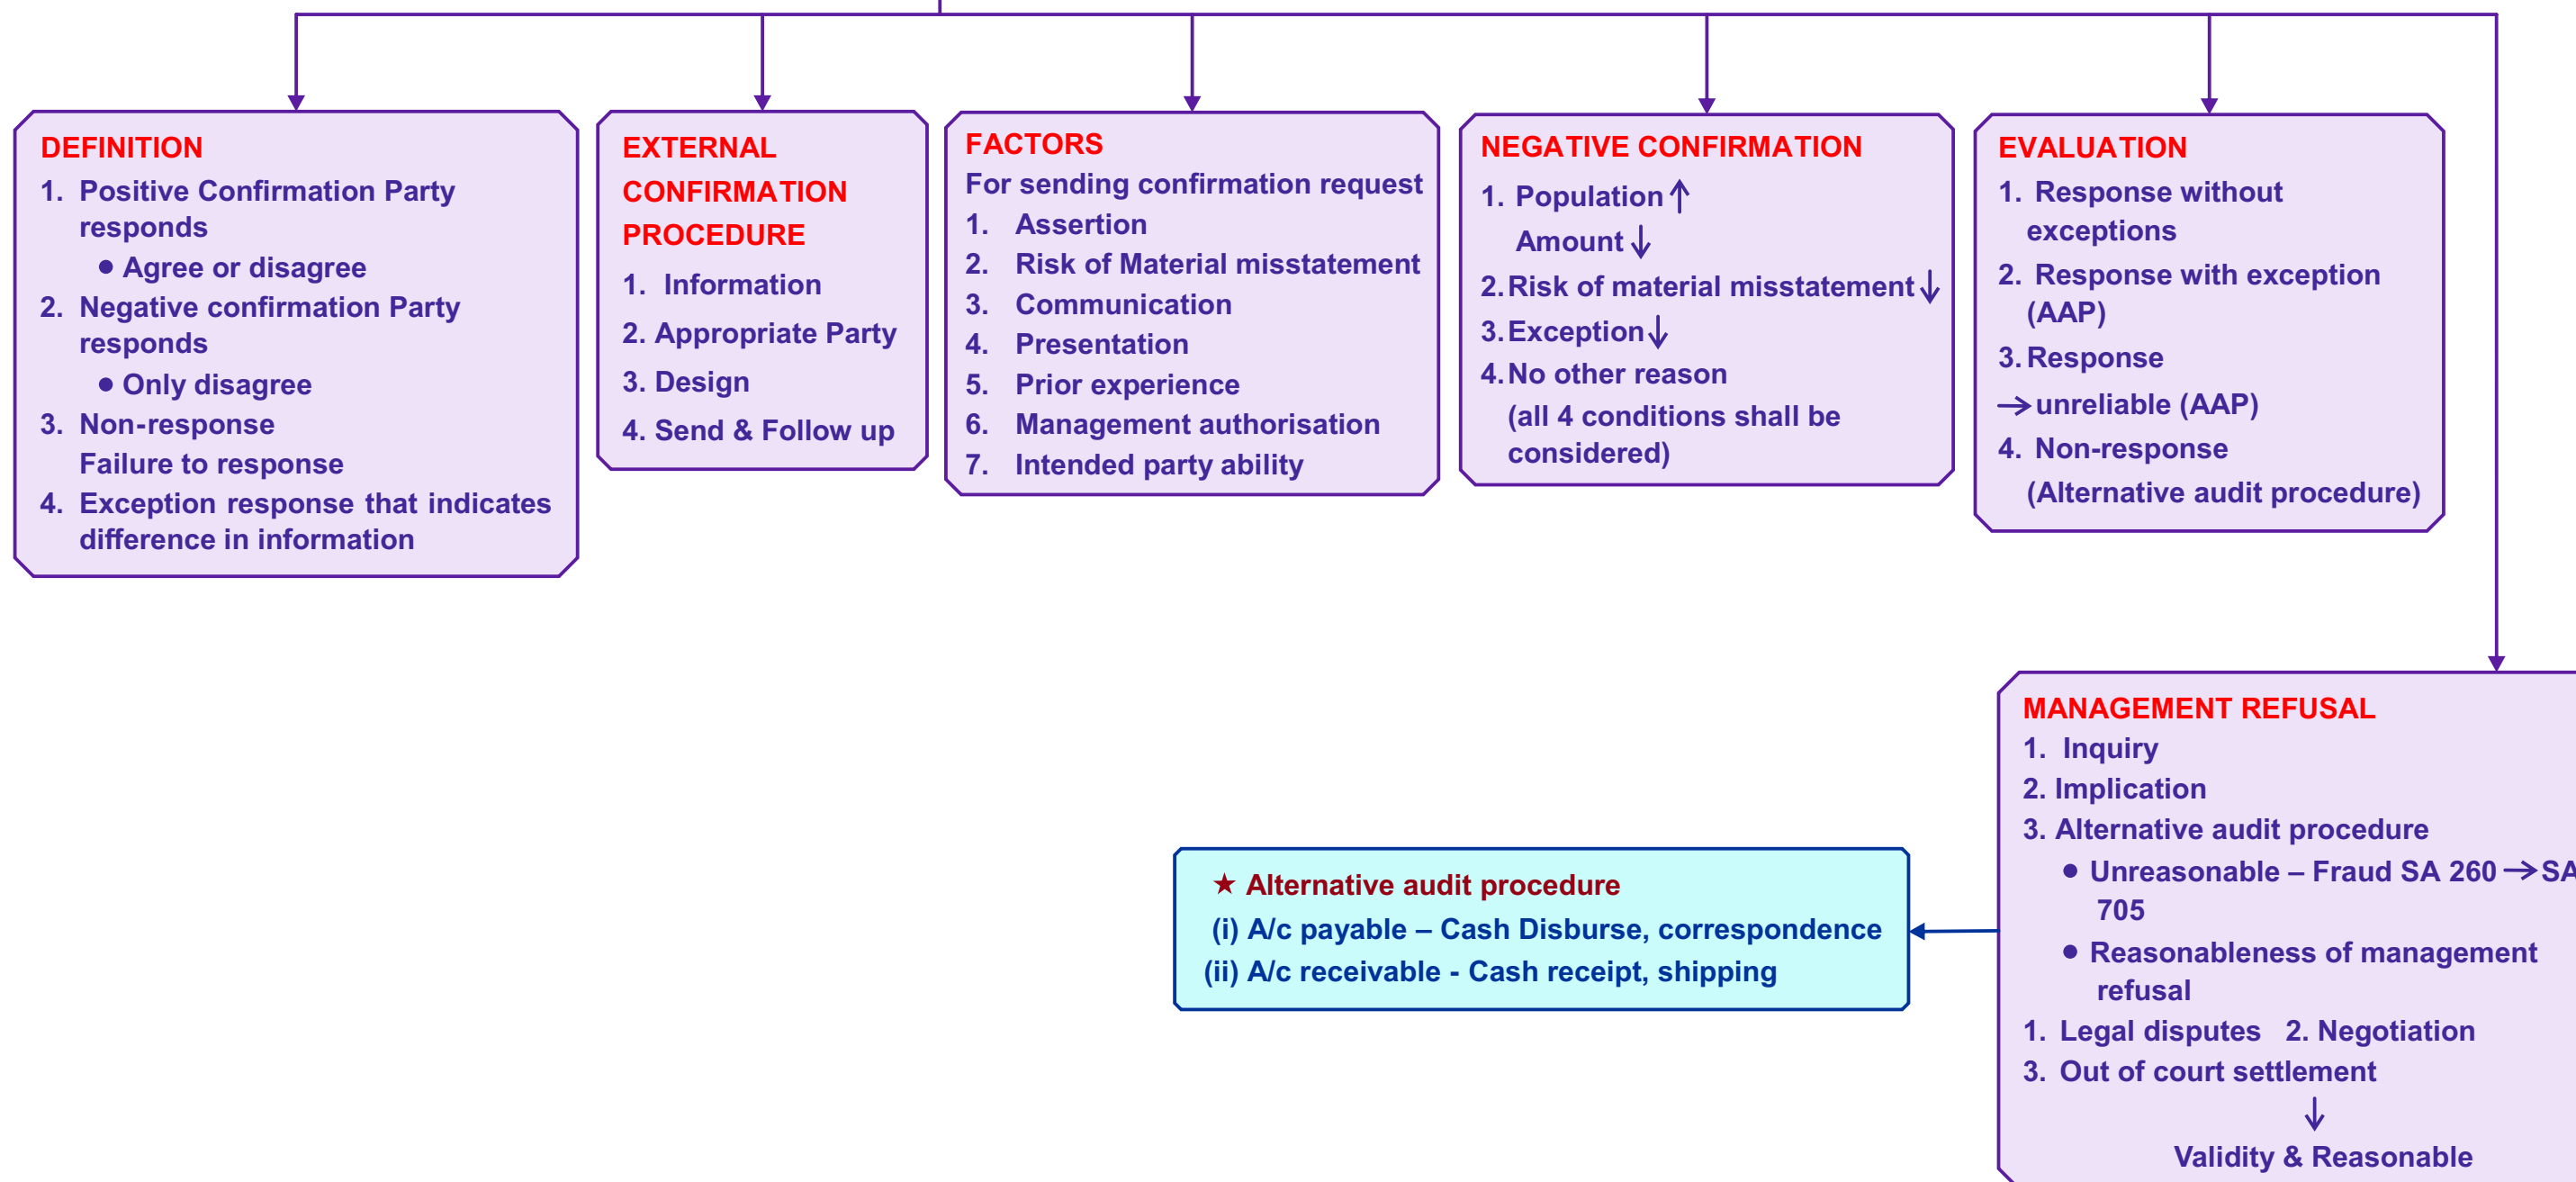 DEFINITION
1. Positive Confirmation Party
responds
● Agree or disagree
2. Negative confirmation Party
responds
● Only disagree
3. Non-response
Failure to response
4. Exception response that indicates
difference in information
EXTERNAL
CONFIRMATION
PROCEDURE
1. Information
2. Appropriate Party
3. Design
4. Send & Follow up
FACTORS
For sending confirmation request
1. Assertion
2. Risk of Material misstatement
3. Communication
4. Presentation
5. Prior experience
6. Management authorisation
7. Intended party ability
NEGATIVE CONFIRMATION
1. Population ↑
Amount ↓
2. Risk of material misstatement ↓
3. Exception ↓
4. No other reason
(all 4 conditions shall be
considered)
EVALUATION
1. Response without
exceptions
2. Response with exception
(AAP)
3. Response
→ unreliable (AAP)
4. Non-response
(Alternative audit procedure)
MANAGEMENT REFUSAL
1. Inquiry
2. Implication
3. Alternative audit procedure
● Unreasonable – Fraud SA 260 → SA
705
● Reasonableness of management
refusal
1. Legal disputes 2. Negotiation
3. Out of court settlement
↓
Validity & Reasonable
★ Alternative audit procedure
(i) A/c payable – Cash Disburse, correspondence
(ii) A/c receivable - Cash receipt, shipping